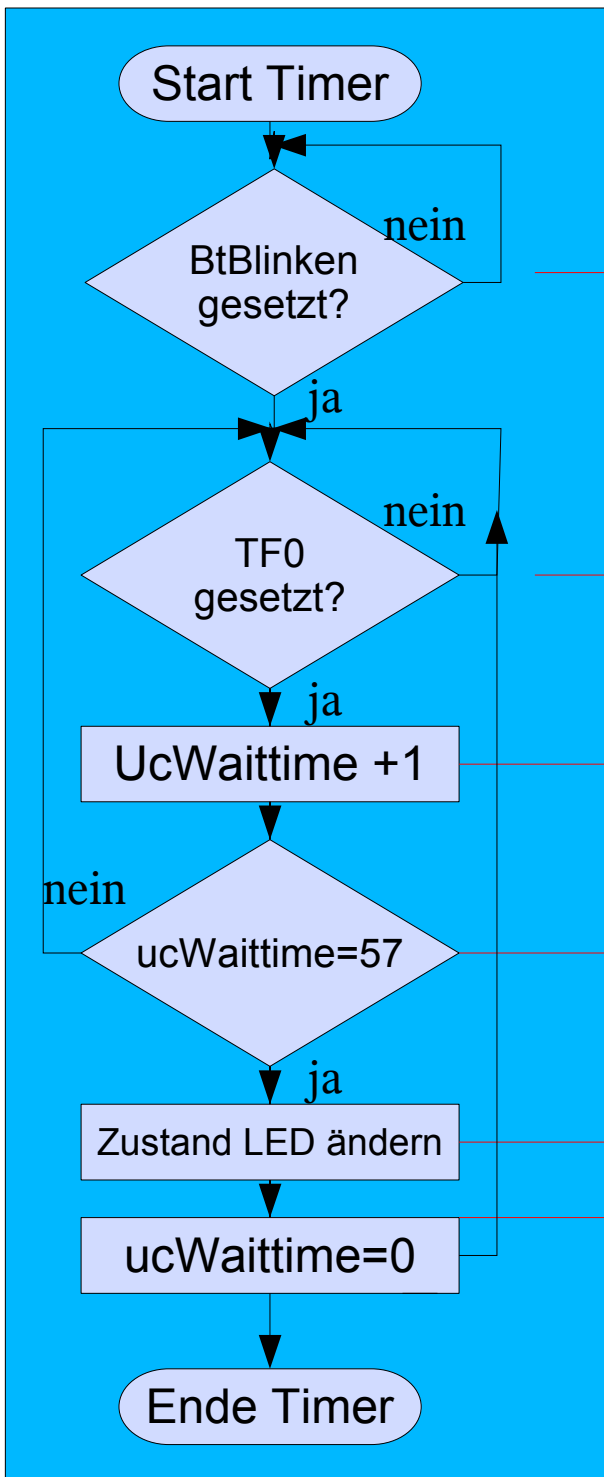 Start Timer
nein
BtBlinken
gesetzt?
ja
nein
TF0
gesetzt?
ja
UcWaittime +1
nein
ucWaittime=57
ja
Zustand LED ändern
ucWaittime=0
Ende Timer